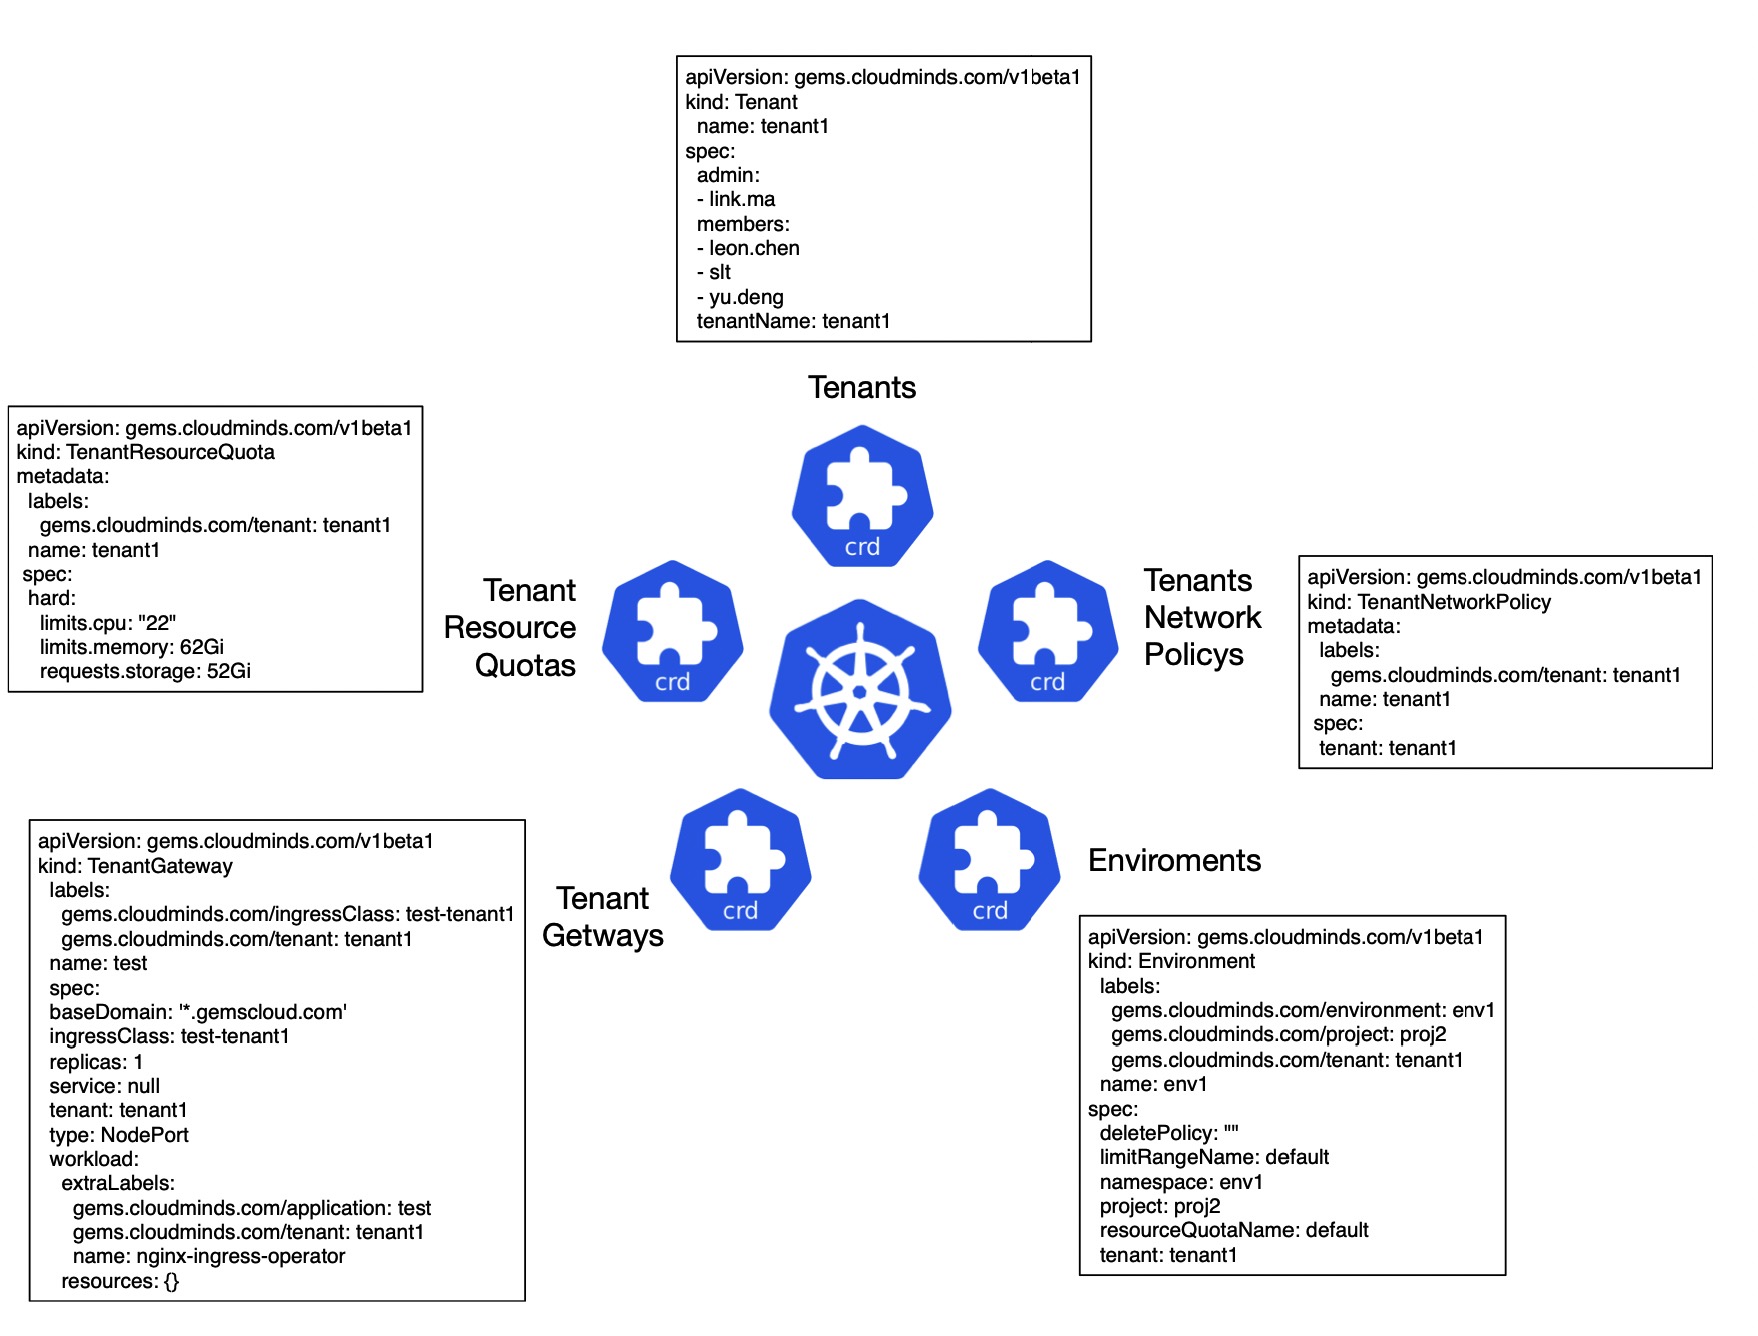 apiVersion: gems.cloudminds.com/v1beta1
kind: Tenant
name: tenant1
spec:
admin:
- link.ma
members:
- leon.chen
- slt
- yu.deng
tenantName: tenant1
Tenants
crd
apiVersion: gems.cloudminds.com/v1beta1
kind: TenantResourceQuota
metadata:
labels:
gems.cloudminds.com/tenant: tenant1
name: tenant1
spec:
hard:
limits.cpu: "22"
limits.memory: 62Gi
requests.storage: 52Gi
Tenant
Resource
Quotas
crd
crd
Tenants
Network
Policys
apiVersion: gems.cloudminds.com/v1beta1
kind: TenantNetworkPolicy
metadata:
labels:
gems.cloudminds.com/tenant: tenant1
name: tenant1
spec:
tenant: tenant1
apiVersion: gems.cloudminds.com/v1beta1
kind: TenantGateway
labels:
gems.cloudminds.com/ingressClass: test-tenant1
gems.cloudminds.com/tenant: tenant1
name: test
spec:
baseDomain: '*.gemscloud.com'
ingressClass: test-tenant1
replicas: 1
service: null
tenant: tenant1
type: NodePort
workload:
extraLabels:
gems.cloudminds.com/application: test
gems.cloudminds.com/tenant: tenant1
name: nginx-ingress-operator
resources: {}
Tenant
Getways
crd
crd
Enviroments
apiVersion: gems.cloudminds.com/v1beta1
kind: Environment
labels:
gems.cloudminds.com/environment: env1
gems.cloudminds.com/project: proj2
gems.cloudminds.com/tenant: tenant1
name: env1
spec:
deletePolicy: ""
limitRangeName: default
namespace: env1
project: proj2
resourceQuotaName: default
tenant: tenant1